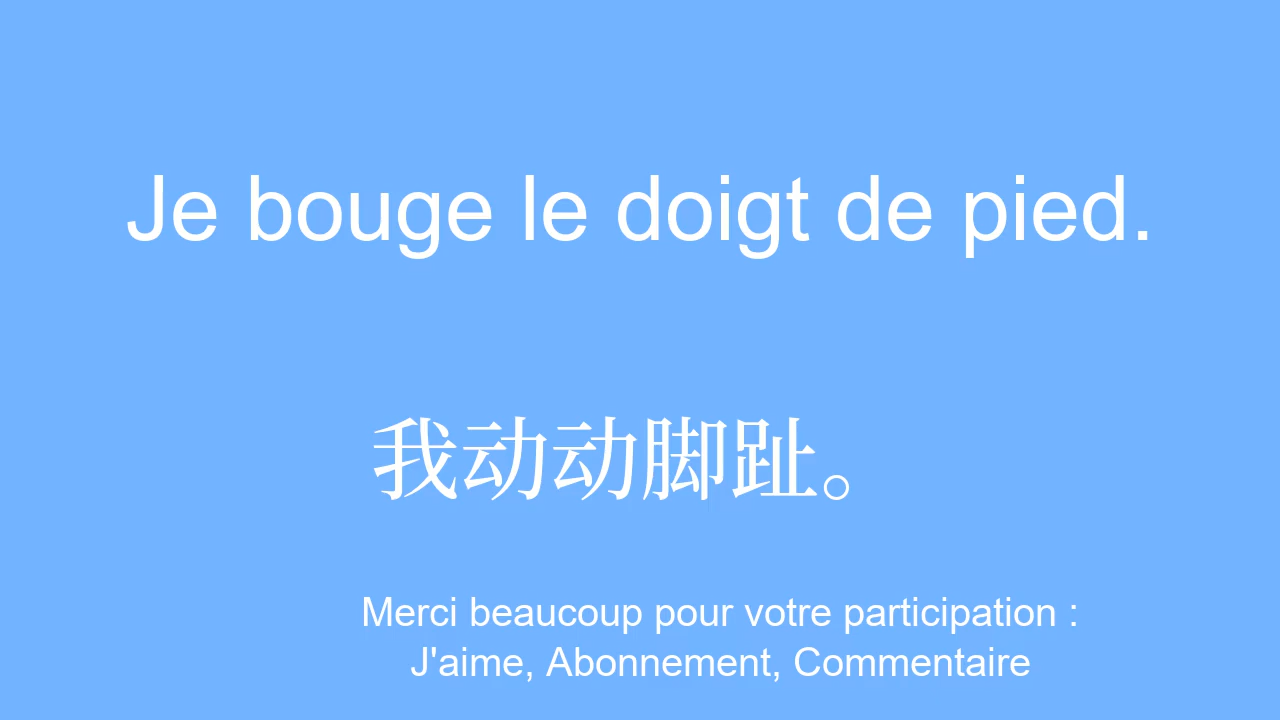 Je bouge le doigt de pied.
我动动脚趾。
Merci beaucoup pour votre participation :
J'aime, Abonnement, Commentaire